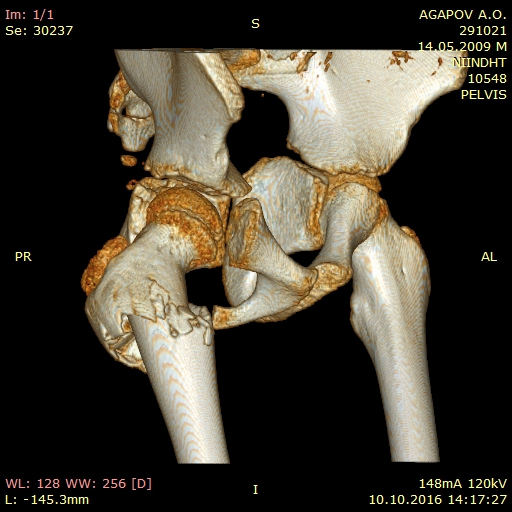 Im: 1/1
Se: 30237
S
AGAPOV A.O.
291021
14.05.2009 M
NIINDHT
10548
PELVIS
PR
AL
WL: 128 WW: 256 [D]
L: -145.3mm
I
148mA 120kV
10.10.2016 14:17:27